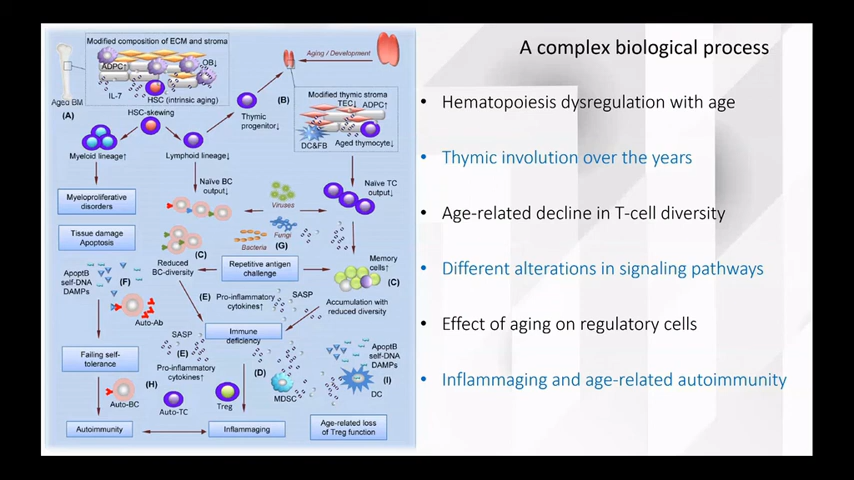 Modified composition of ECM and stroma
ADPC↑
OB↓
IL-7
HSC (intrinsic aging)
Aged BM
(A)
HSC-skewing
Myeloid lineage↑
Lymphoid lineage↓
Thymic
progenitor↓
(B)
Aging / Development
Modified thymic stroma
TEC↓ ADPC↑
DC&FB
Aged thymocyte↓
Myeloproliferative
disorders
Naïve BC
output↓
Viruses
Naïve TC
output↓
Tissue damage
Apoptosis
Fungi
Bacteria
(G)
(C)
Reduced
BC-diversity
Repetitive antigen
challenge
Memory
cells↑
(C)
ApoptB
self-DNA
DAMPs
(F)
Auto-Ab
(E)
Pro-inflammatory
cytokines↑
SASP
Accumulation with
reduced diversity
Immune
deficiency
SASP
(E)
Pro-inflammatory
cytokines↑
(D)
Failing self-
tolerance
ApoptB
self-DNA
DAMPs
(I)
DC
(H)
Auto-BC
Auto-TC
Treg
MDSC
Autoimmunity
Inflammaging
Age-related loss
of Treg function
A complex biological process
• Hematopoiesis dysregulation with age
• Thymic involution over the years
• Age-related decline in T-cell diversity
• Different alterations in signaling pathways
• Effect of aging on regulatory cells
• Inflammaging and age-related autoimmunity